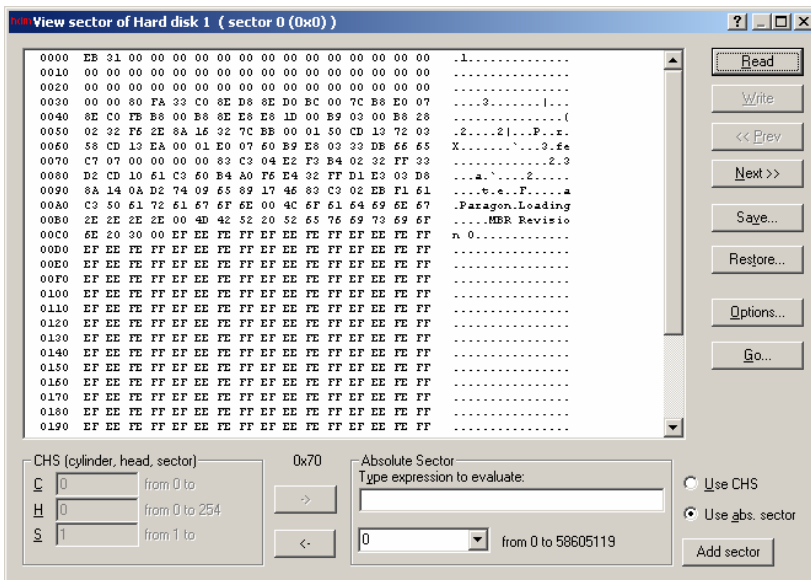 View sector of Hard disk 1 ( sector 0 (0x0) )
0000 EB 31 00 00 00 00 00 00 00 00 00 00 00 00 00 00 .1..............
0010 00 00 00 00 00 00 00 00 00 00 00 00 00 00 00 00 ................
0020 00 00 00 00 00 00 00 00 00 00 00 00 00 00 00 00 ................
0030 00 00 80 FA 33 C0 8E D8 8E D0 BC 00 7C B8 E0 07 ....3.......|...
0040 8E C0 FB B8 00 B8 8E E8 E8 1D 00 B9 03 00 B8 28 ...............(
0050 02 32 F6 2E 8A 16 32 7C BB 00 01 50 CD 13 72 03 .2....2|...P..r.
0060 58 CD 13 EA 00 01 E0 07 60 B9 E8 03 33 DB 66 65 X.......`...3.fe
0070 C7 07 00 00 00 00 83 C3 04 E2 F3 B4 02 32 FF 33 .............2.3
0080 D2 CD 10 61 C3 60 B4 A0 F6 E4 32 FF D1 E3 03 D8 ...a.`....2.....
0090 8A 14 0A D2 74 09 65 89 17 46 83 C3 02 EB F1 61 ....t.e..F.....a
00A0 C3 50 61 72 61 67 6F 6E 00 4C 6F 61 64 69 6E 67 .Paragon.Loading
00B0 2E 2E 2E 2E 00 4D 42 52 20 52 65 76 69 73 69 6F .....MBR Revisio
00C0 6E 20 30 00 EF EE FE FF EF EE FE FF EF EE FE FF n 0.............
00D0 EF EE FE FF EF EE FE FF EF EE FE FF EF EE FE FF ................
00E0 EF EE FE FF EF EE FE FF EF EE FE FF EF EE FE FF ................
00F0 EF EE FE FF EF EE FE FF EF EE FE FF EF EE FE FF ................
0100 EF EE FE FF EF EE FE FF EF EE FE FF EF EE FE FF ................
0110 EF EE FE FF EF EE FE FF EF EE FE FF EF EE FE FF ................
0120 EF EE FE FF EF EE FE FF EF EE FE FF EF EE FE FF ................
0130 EF EE FE FF EF EE FE FF EF EE FE FF EF EE FE FF ................
0140 EF EE FE FF EF EE FE FF EF EE FE FF EF EE FE FF ................
0150 EF EE FE FF EF EE FE FF EF EE FE FF EF EE FE FF ................
0160 EF EE FE FF EF EE FE FF EF EE FE FF EF EE FE FF ................
0170 EF EE FE FF EF EE FE FF EF EE FE FF EF EE FE FF ................
0180 EF EE FE FF EF EE FE FF EF EE FE FF EF EE FE FF ................
0190 EF EE FE FF EF EE FE FF EF EE FE FF EF EE FE FF ................
Read
Write
<< Prev
Next >>
Save...
Restore...
Options...
Go...
CHS (cylinder, head, sector)
C 0 from 0 to
H 0 from 0 to 254
S 1 from 1 to
0x70
->
<-
Absolute Sector
Type expression to evaluate:
0 from 0 to 58605119
Use CHS
Use abs. sector
Add sector